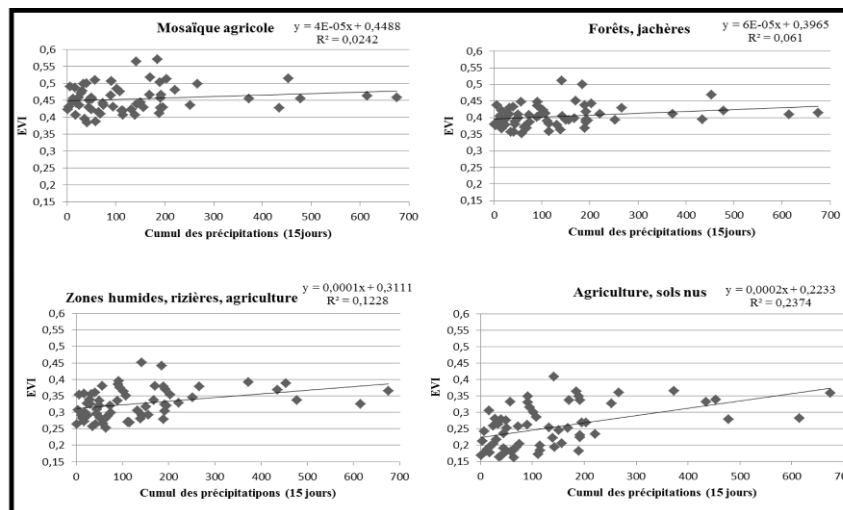 Mosaïque agricole
y = 4E-05x + 0,4488
R² = 0,0242
0,6
0,55
0,5
0,45
0,4
0,35
0,3
0,25
0,2
0,15
EVI
0 100 200 300 400 500 600 700
Cumul des précipitations (15jours)
Forêts, jachères
y = 6E-05x + 0,3965
R² = 0,061
0,6
0,55
0,5
0,45
0,4
0,35
0,3
0,25
0,2
0,15
EVI
0 100 200 300 400 500 600 700
Cumul des précipitations (15 jours)
Zones humides, rizières, agriculture
y = 0,0001x + 0,3111
R² = 0,1228
0,6
0,55
0,5
0,45
0,4
0,35
0,3
0,25
0,2
0,15
EVI
0 100 200 300 400 500 600 700
Cumul des précipitatipons (15 jours)
Agriculture, sols nus
y = 0,0002x + 0,2233
R² = 0,2374
0,6
0,55
0,5
0,45
0,4
0,35
0,3
0,25
0,2
0,15
EVI
0 100 200 300 400 500 600 700
Cumul des précipitations (15 jours)